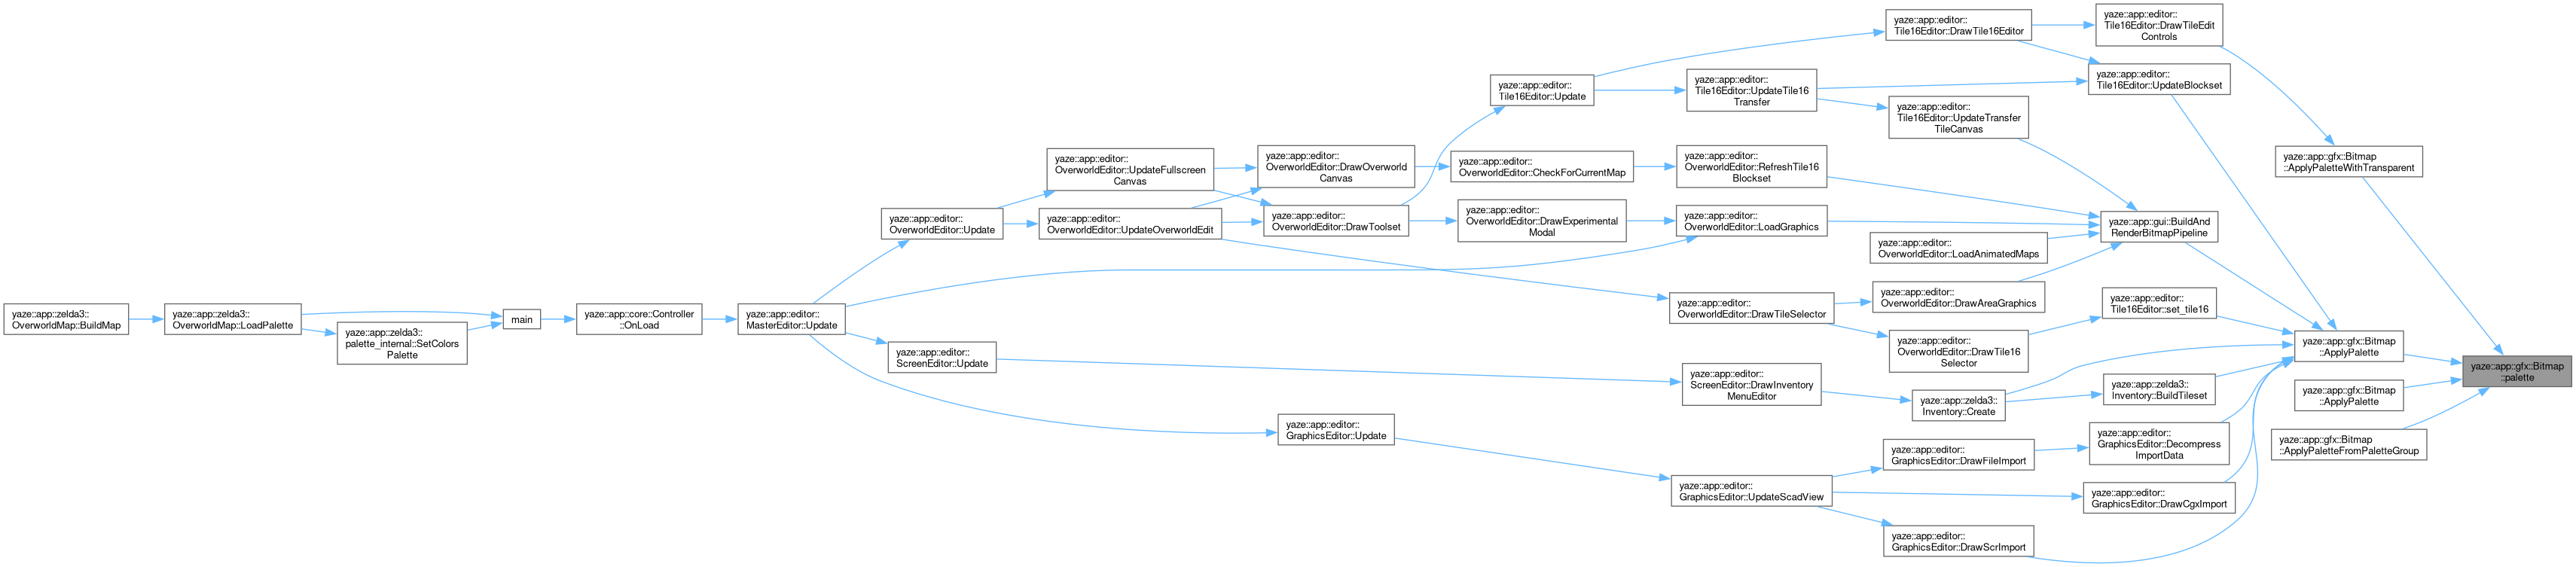 yaze::app::zelda3::
OverworldMap::BuildMap
yaze::app::zelda3::
OverworldMap::LoadPalette
yaze::app::zelda3::
palette_internal::SetColors
Palette
main
yaze::app::core::Controller
::OnLoad
yaze::app::editor::
MasterEditor::Update
yaze::app::editor::
OverworldEditor::Update
yaze::app::editor::
ScreenEditor::Update
yaze::app::editor::
OverworldEditor::UpdateFullscreen
Canvas
yaze::app::editor::
OverworldEditor::UpdateOverworldEdit
yaze::app::editor::
GraphicsEditor::Update
yaze::app::editor::
OverworldEditor::DrawOverworld
Canvas
yaze::app::editor::
OverworldEditor::DrawToolset
yaze::app::editor::
Tile16Editor::Update
yaze::app::editor::
OverworldEditor::CheckForCurrentMap
yaze::app::editor::
OverworldEditor::DrawExperimental
Modal
yaze::app::editor::
Tile16Editor::UpdateTile16
Transfer
yaze::app::editor::
OverworldEditor::RefreshTile16
Blockset
yaze::app::editor::
OverworldEditor::LoadGraphics
yaze::app::editor::
OverworldEditor::DrawTileSelector
yaze::app::editor::
ScreenEditor::DrawInventory
MenuEditor
yaze::app::editor::
GraphicsEditor::UpdateScadView
yaze::app::editor::
Tile16Editor::DrawTile16Editor
yaze::app::editor::
Tile16Editor::UpdateTransfer
TileCanvas
yaze::app::editor::
OverworldEditor::LoadAnimatedMaps
yaze::app::editor::
OverworldEditor::DrawAreaGraphics
yaze::app::editor::
OverworldEditor::DrawTile16
Selector
yaze::app::zelda3::
Inventory::Create
yaze::app::editor::
GraphicsEditor::DrawFileImport
yaze::app::editor::
GraphicsEditor::DrawScrImport
yaze::app::editor::
Tile16Editor::DrawTileEdit
Controls
yaze::app::editor::
Tile16Editor::UpdateBlockset
yaze::app::gui::BuildAnd
RenderBitmapPipeline
yaze::app::editor::
Tile16Editor::set_tile16
yaze::app::zelda3::
Inventory::BuildTileset
yaze::app::editor::
GraphicsEditor::Decompress
ImportData
yaze::app::editor::
GraphicsEditor::DrawCgxImport
yaze::app::gfx::Bitmap
::ApplyPaletteWithTransparent
yaze::app::gfx::Bitmap
::ApplyPalette
yaze::app::gfx::Bitmap
::ApplyPalette
yaze::app::gfx::Bitmap
::ApplyPaletteFromPaletteGroup
yaze::app::gfx::Bitmap
::palette